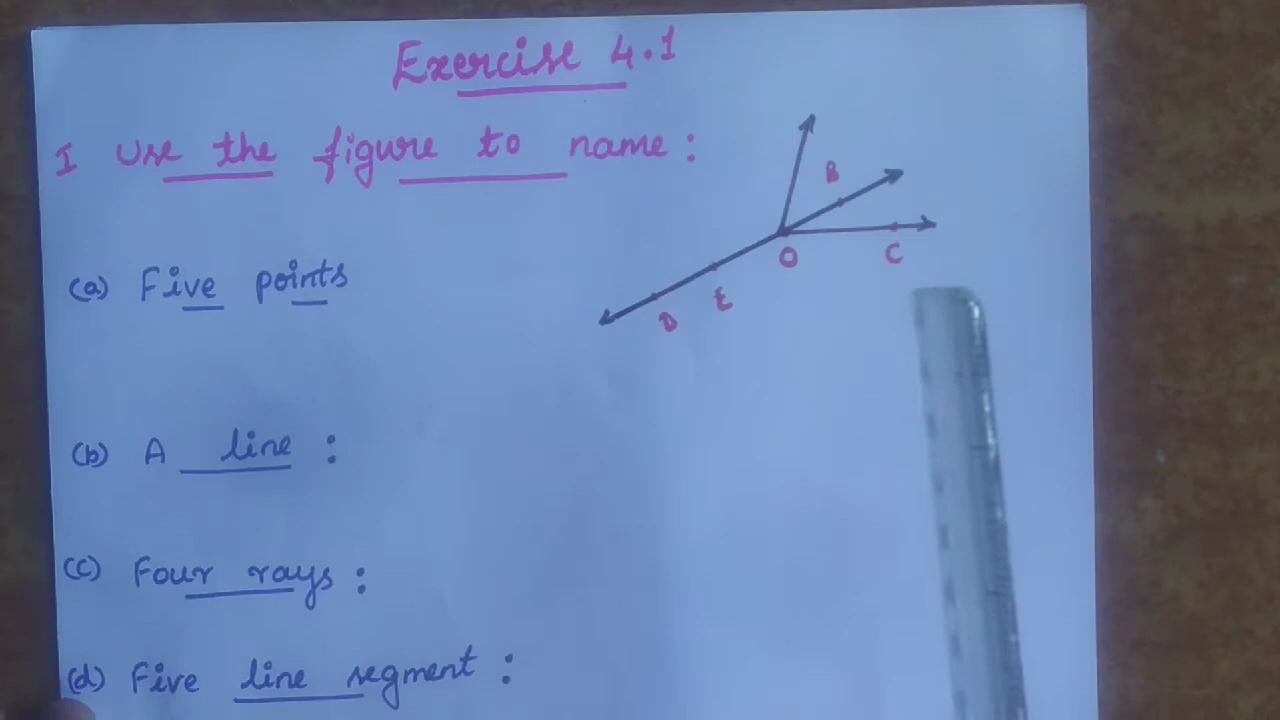 Exercise 4.1
I Use the figure to name:
B
O
C
E
D
(a) Five points
(b) A line :
(c) Four rays :
(d) Five line segment :